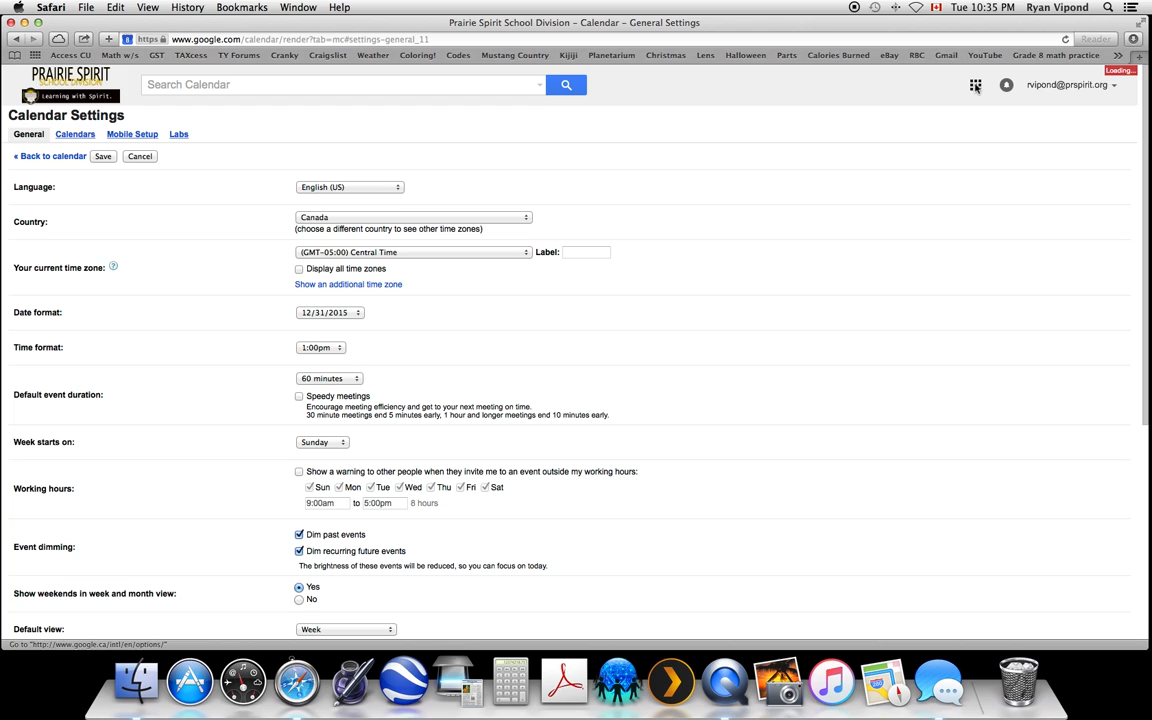 Safari File Edit View History Bookmarks Window Help Tue 10:35 PM Ryan Vipond
Prairie Spirit School Division - Calendar - General Settings
https www.google.com/calendar/render?tab=mc#settings-general_11 Reader
Access CU Math w/s GST TAXcess TY Forums Cranky Craigslist Weather Coloring! Codes Mustang Country Kijiji Planetarium Christmas Lens Halloween Parts Calories Burned eBay RBC Gmail YouTube Grade 8 math practice
Loading...
PRAIRIE SPIRIT
SCHOOL DIVISION
Learning with Spirit.
Search Calendar
rvipond@prspirit.org
Calendar Settings
General Calendars Mobile Setup Labs
« Back to calendar Save Cancel
Language: English (US)
Country: Canada
(choose a different country to see other time zones)
Your current time zone: ? (GMT-05:00) Central Time Label:
Display all time zones
Show an additional time zone
Date format: 12/31/2015
Time format: 1:00pm
Default event duration: 60 minutes
Speedy meetings
Encourage meeting efficiency and get to your next meeting on time.
30 minute meetings end 5 minutes early, 1 hour and longer meetings end 10 minutes early.
Week starts on: Sunday
Working hours: Show a warning to other people when they invite me to an event outside my working hours:
Sun Mon Tue Wed Thu Fri Sat
9:00am to 5:00pm 8 hours
Event dimming: Dim past events
Dim recurring future events
The brightness of these events will be reduced, so you can focus on today.
Show weekends in week and month view: Yes
No
Default view: Week
Go to "http://www.google.ca/intl/en/options/"